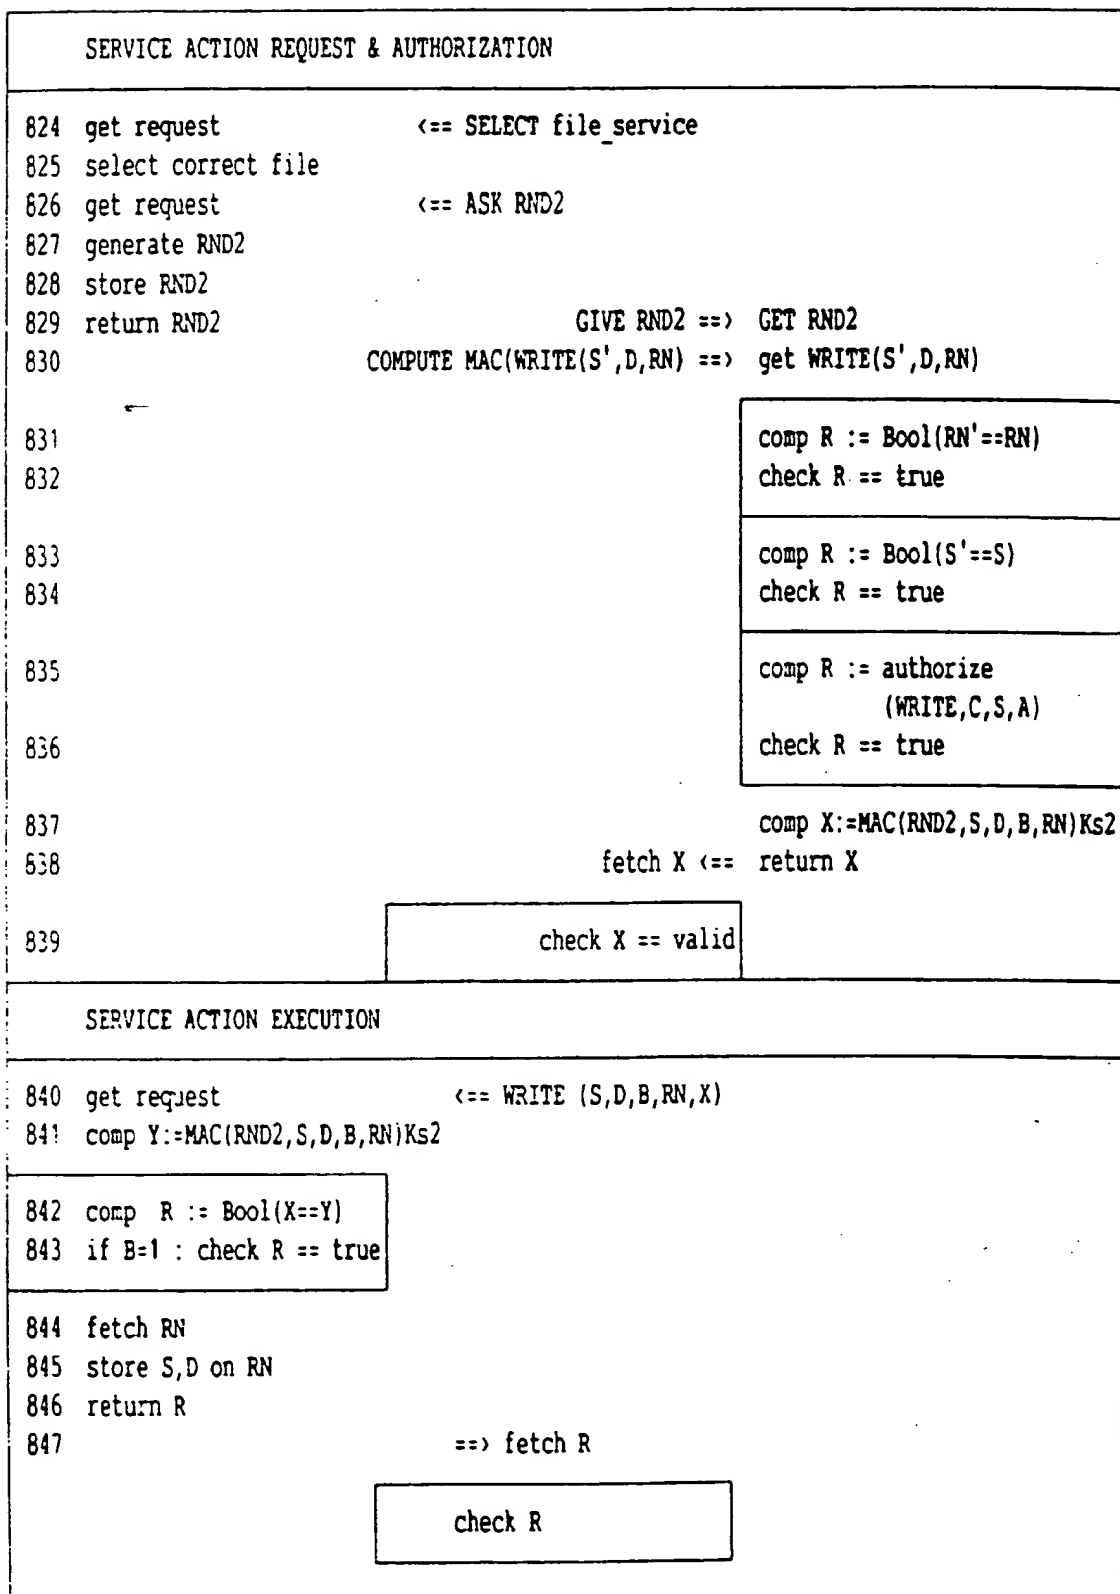 SERVICE ACTION REQUEST & AUTHORIZATION
824 get request <== SELECT file_service
825 select correct file
826 get request <== ASK RND2
827 generate RND2
828 store RND2
829 return RND2 GIVE RND2 ==> GET RND2
830 COMPUTE MAC(WRITE(S',D,RN) ==> get WRITE(S',D,RN)
831 comp R := Bool(RN'==RN)
832 check R == true
833 comp R := Bool(S'==S)
834 check R == true
835 comp R := authorize
(WRITE,C,S,A)
836 check R == true
837 comp X:=MAC(RND2,S,D,B,RN)Ks2
838 fetch X <== return X
839 check X == valid
SERVICE ACTION EXECUTION
840 get request <== WRITE (S,D,B,RN,X)
841 comp Y:=MAC(RND2,S,D,B,RN)Ks2
842 comp R := Bool(X==Y)
843 if B=1 : check R == true
844 fetch RN
845 store S,D on RN
846 return R
847 ==> fetch R
check R